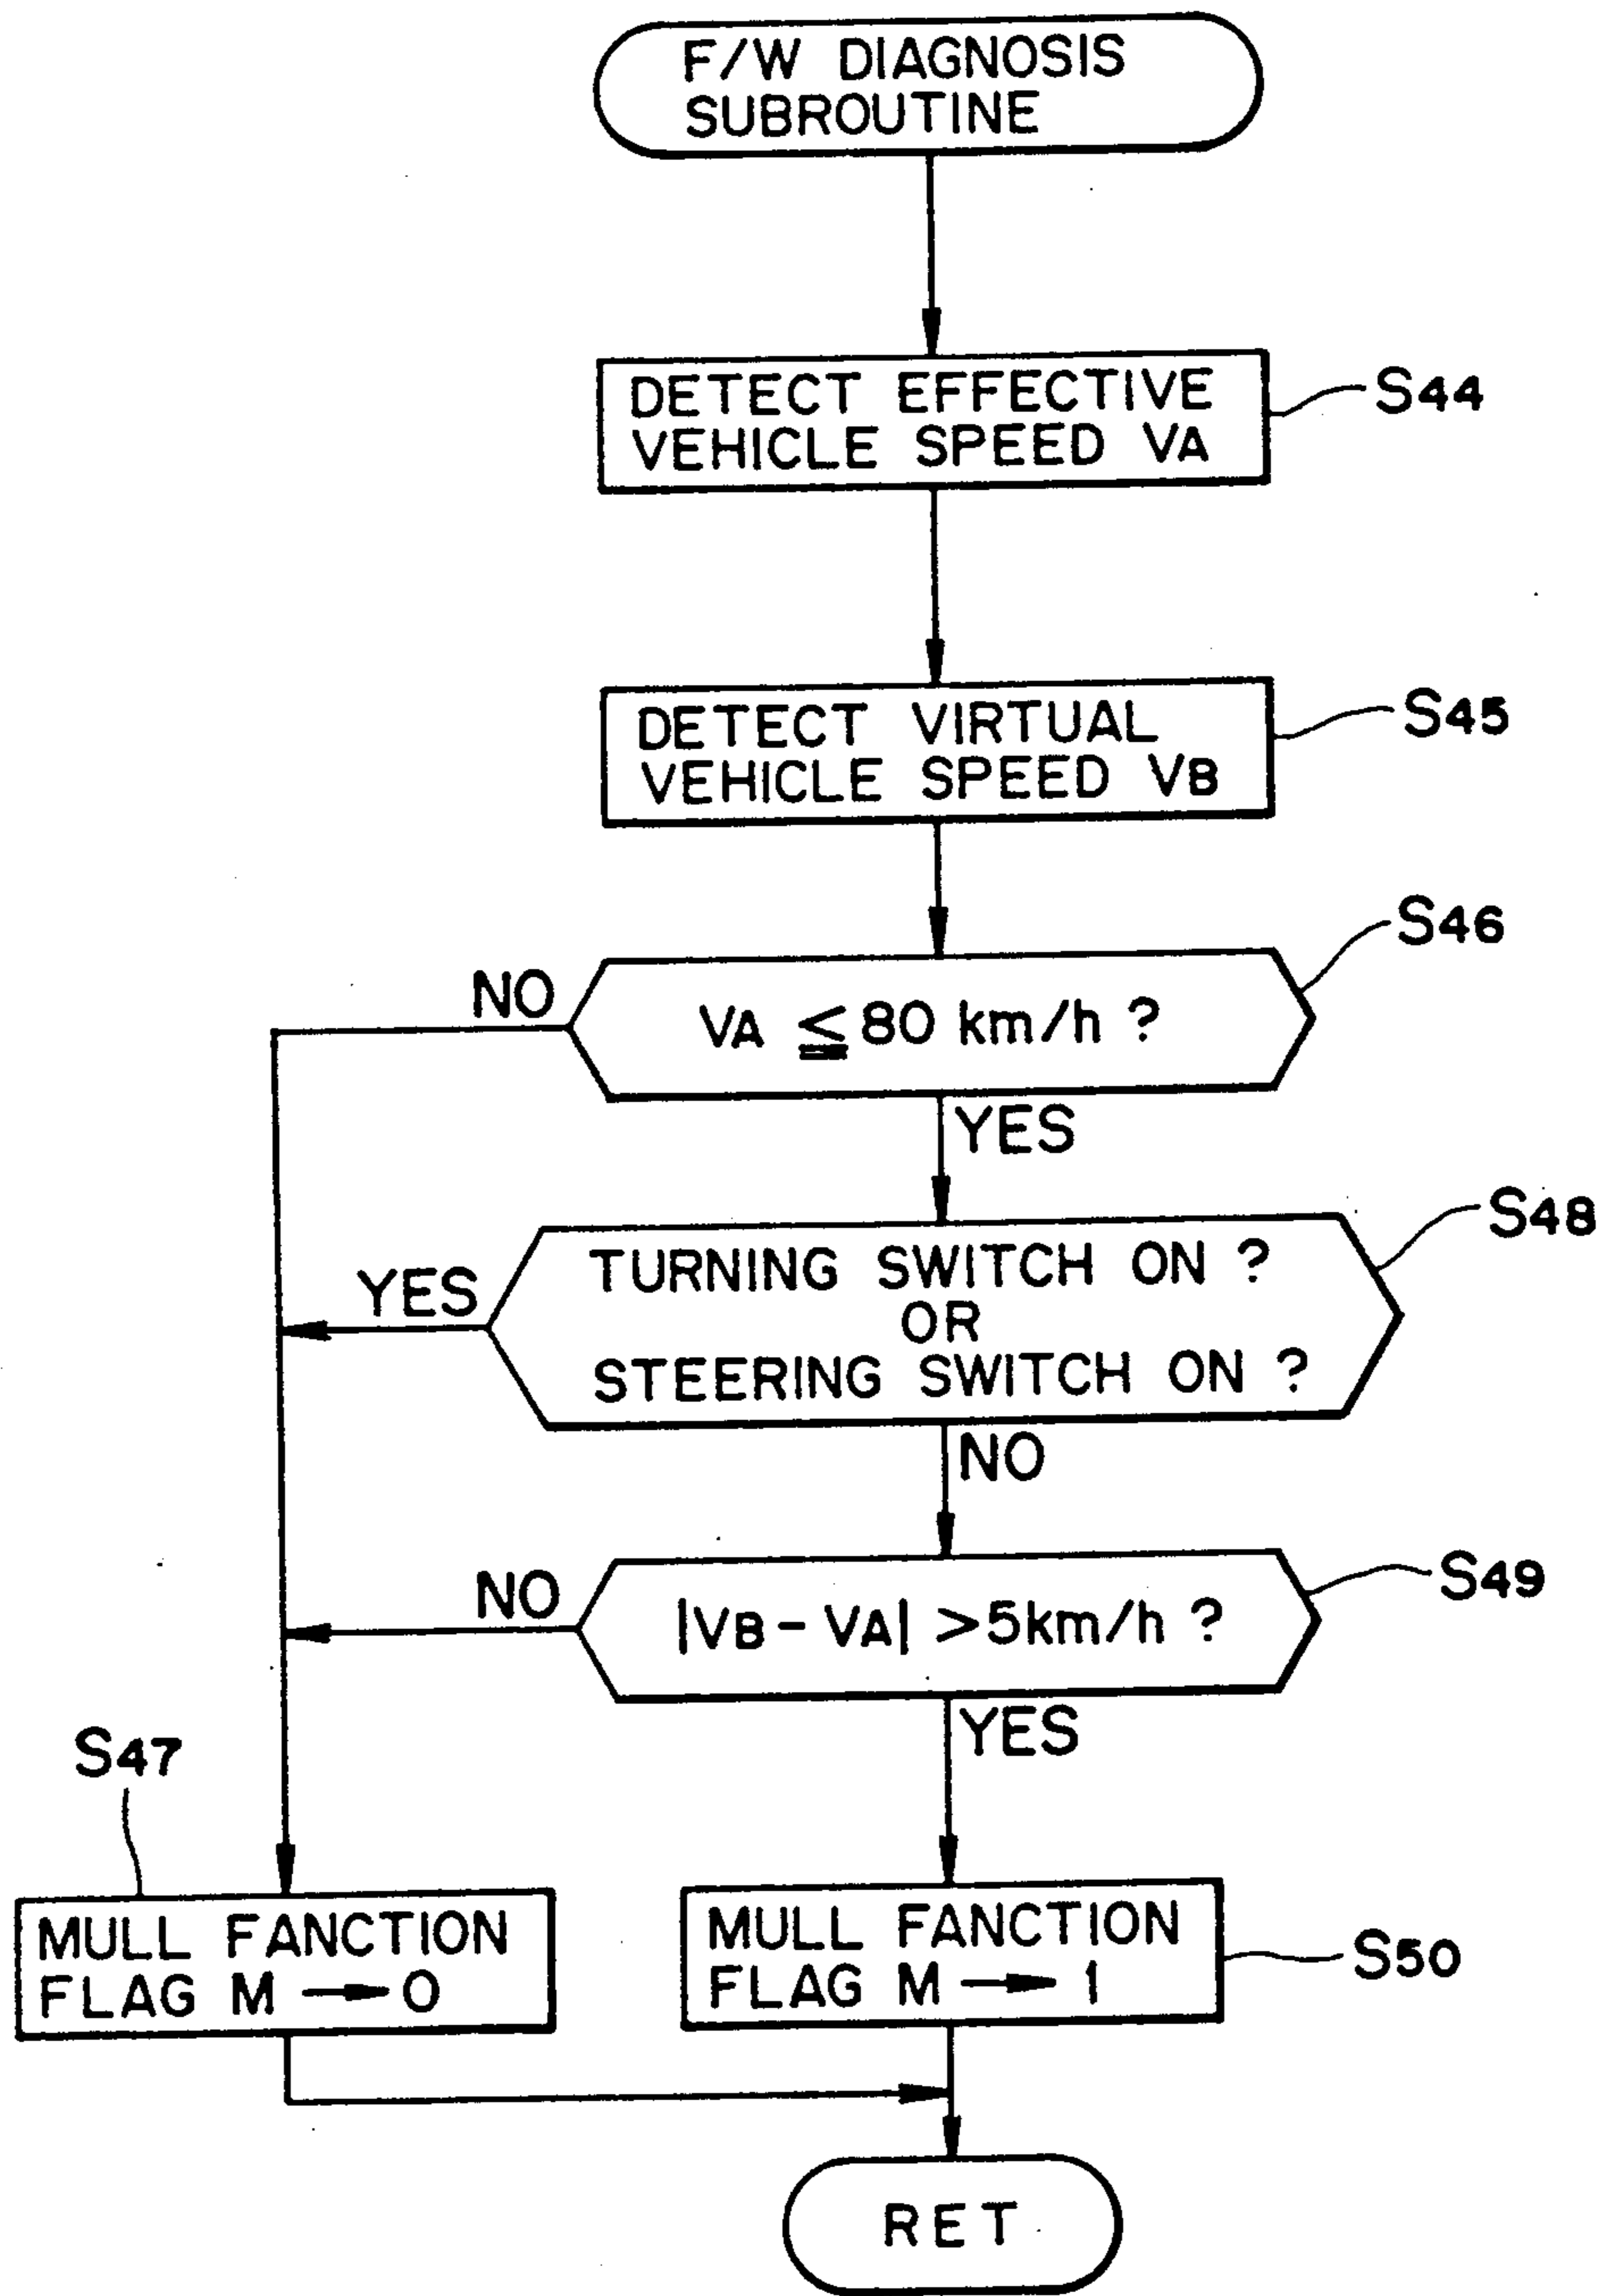 F/W DIAGNOSIS
SUBROUTINE
DETECT EFFECTIVE
VEHICLE SPEED VA
S44
DETECT VIRTUAL
VEHICLE SPEED VB
S45
S46
NO
VA ≦ 80 km/h ?
YES
S48
YES
TURNING SWITCH ON ?
OR
STEERING SWITCH ON ?
NO
S49
NO
|VB - VA| > 5km/h ?
YES
S47
MULL FANCTION
FLAG M → 0
MULL FANCTION
FLAG M → 1
S50
RET